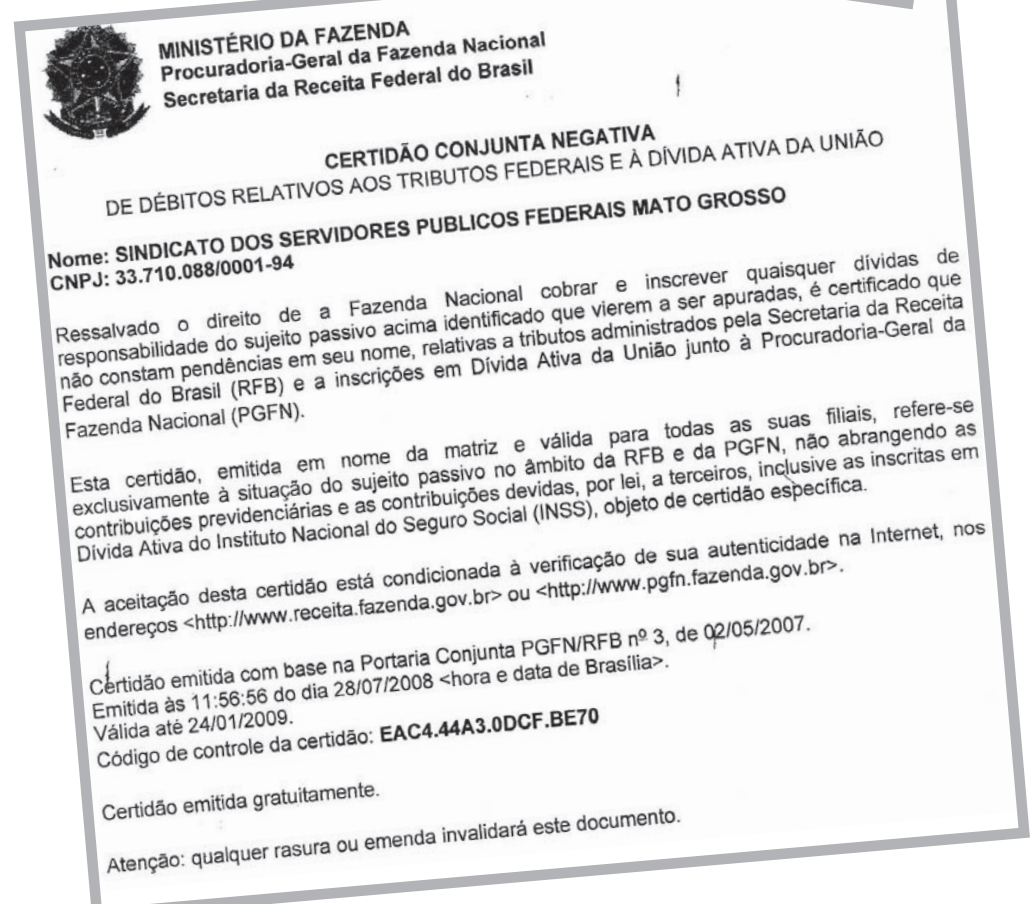 MINISTÉRIO DA FAZENDA
Procuradoria-Geral da Fazenda Nacional
Secretaria da Receita Federal do Brasil
CERTIDÃO CONJUNTA NEGATIVA
DE DÉBITOS RELATIVOS AOS TRIBUTOS FEDERAIS E À DÍVIDA ATIVA DA UNIÃO
Nome: SINDICATO DOS SERVIDORES PUBLICOS FEDERAIS MATO GROSSO
CNPJ: 33.710.088/0001-94
Ressalvado o direito de a Fazenda Nacional cobrar e inscrever quaisquer dívidas de
responsabilidade do sujeito passivo acima identificado que vierem a ser apuradas, é certificado que
não constam pendências em seu nome, relativas a tributos administrados pela Secretaria da Receita
Federal do Brasil (RFB) e a inscrições em Dívida Ativa da União junto à Procuradoria-Geral da
Fazenda Nacional (PGFN).
Esta certidão, emitida em nome da matriz e válida para todas as suas filiais, refere-se
exclusivamente à situação do sujeito passivo no âmbito da RFB e da PGFN, não abrangendo as
contribuições previdenciárias e as contribuições devidas, por lei, a terceiros, inclusive as inscritas em
Dívida Ativa do Instituto Nacional do Seguro Social (INSS), objeto de certidão específica.
A aceitação desta certidão está condicionada à verificação de sua autenticidade na Internet, nos
endereços <http://www.receita.fazenda.gov.br> ou <http://www.pgfn.fazenda.gov.br>.
Certidão emitida com base na Portaria Conjunta PGFN/RFB nº 3, de 02/05/2007.
Emitida às 11:56:56 do dia 28/07/2008 <hora e data de Brasília>.
Válida até 24/01/2009.
Código de controle da certidão: EAC4.44A3.0DCF.BE70
Certidão emitida gratuitamente.
Atenção: qualquer rasura ou emenda invalidará este documento.